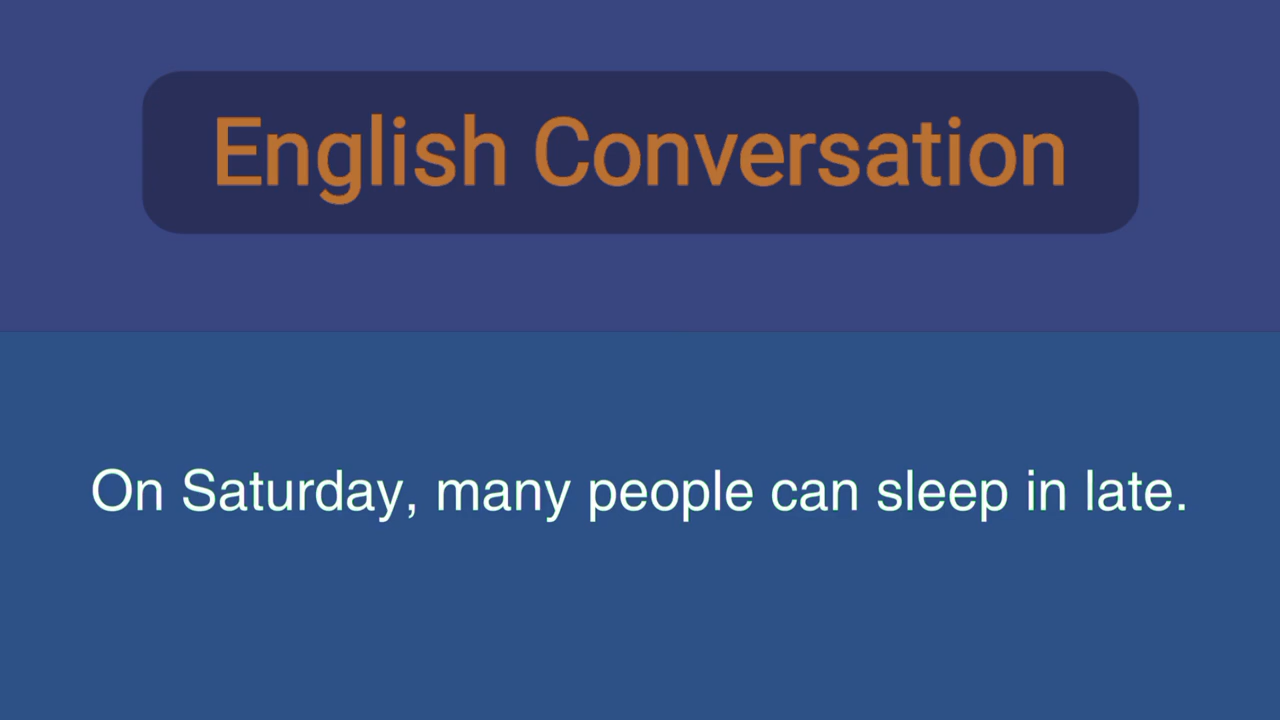 English Conversation
On Saturday, many people can sleep in late.